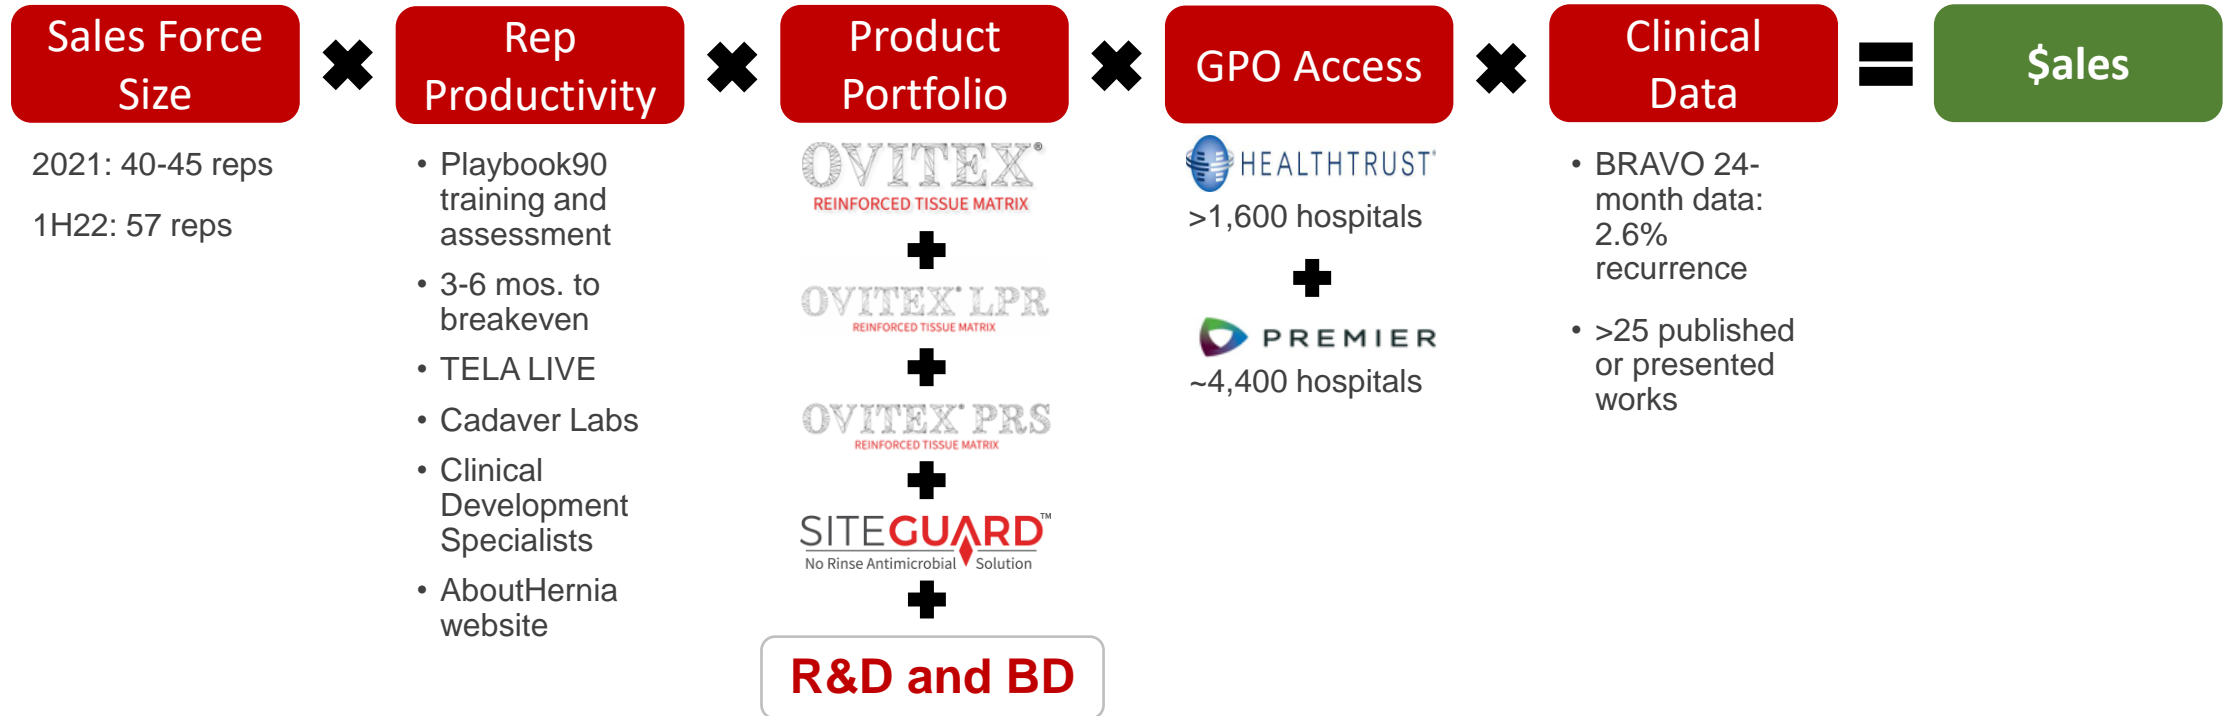 Sales Force
Size
Rep
Productivity
Product
Portfolio
GPO Access
Clinical
Data
$ales
2021: 40-45 reps
1H22: 57 reps
• Playbook90
training and
assessment
• 3-6 mos. to
breakeven
• TELA LIVE
• Cadaver Labs
• Clinical
Development
Specialists
• AboutHernia
website
OVITEX®
REINFORCED TISSUE MATRIX
OVITEX® LPR
REINFORCED TISSUE MATRIX
OVITEX® PRS
REINFORCED TISSUE MATRIX
SITEGUARD™
No Rinse Antimicrobial Solution
R&D and BD
HEALTHTRUST®
>1,600 hospitals
PREMIER
~4,400 hospitals
• BRAVO 24-
month data:
2.6%
recurrence
• >25 published
or presented
works